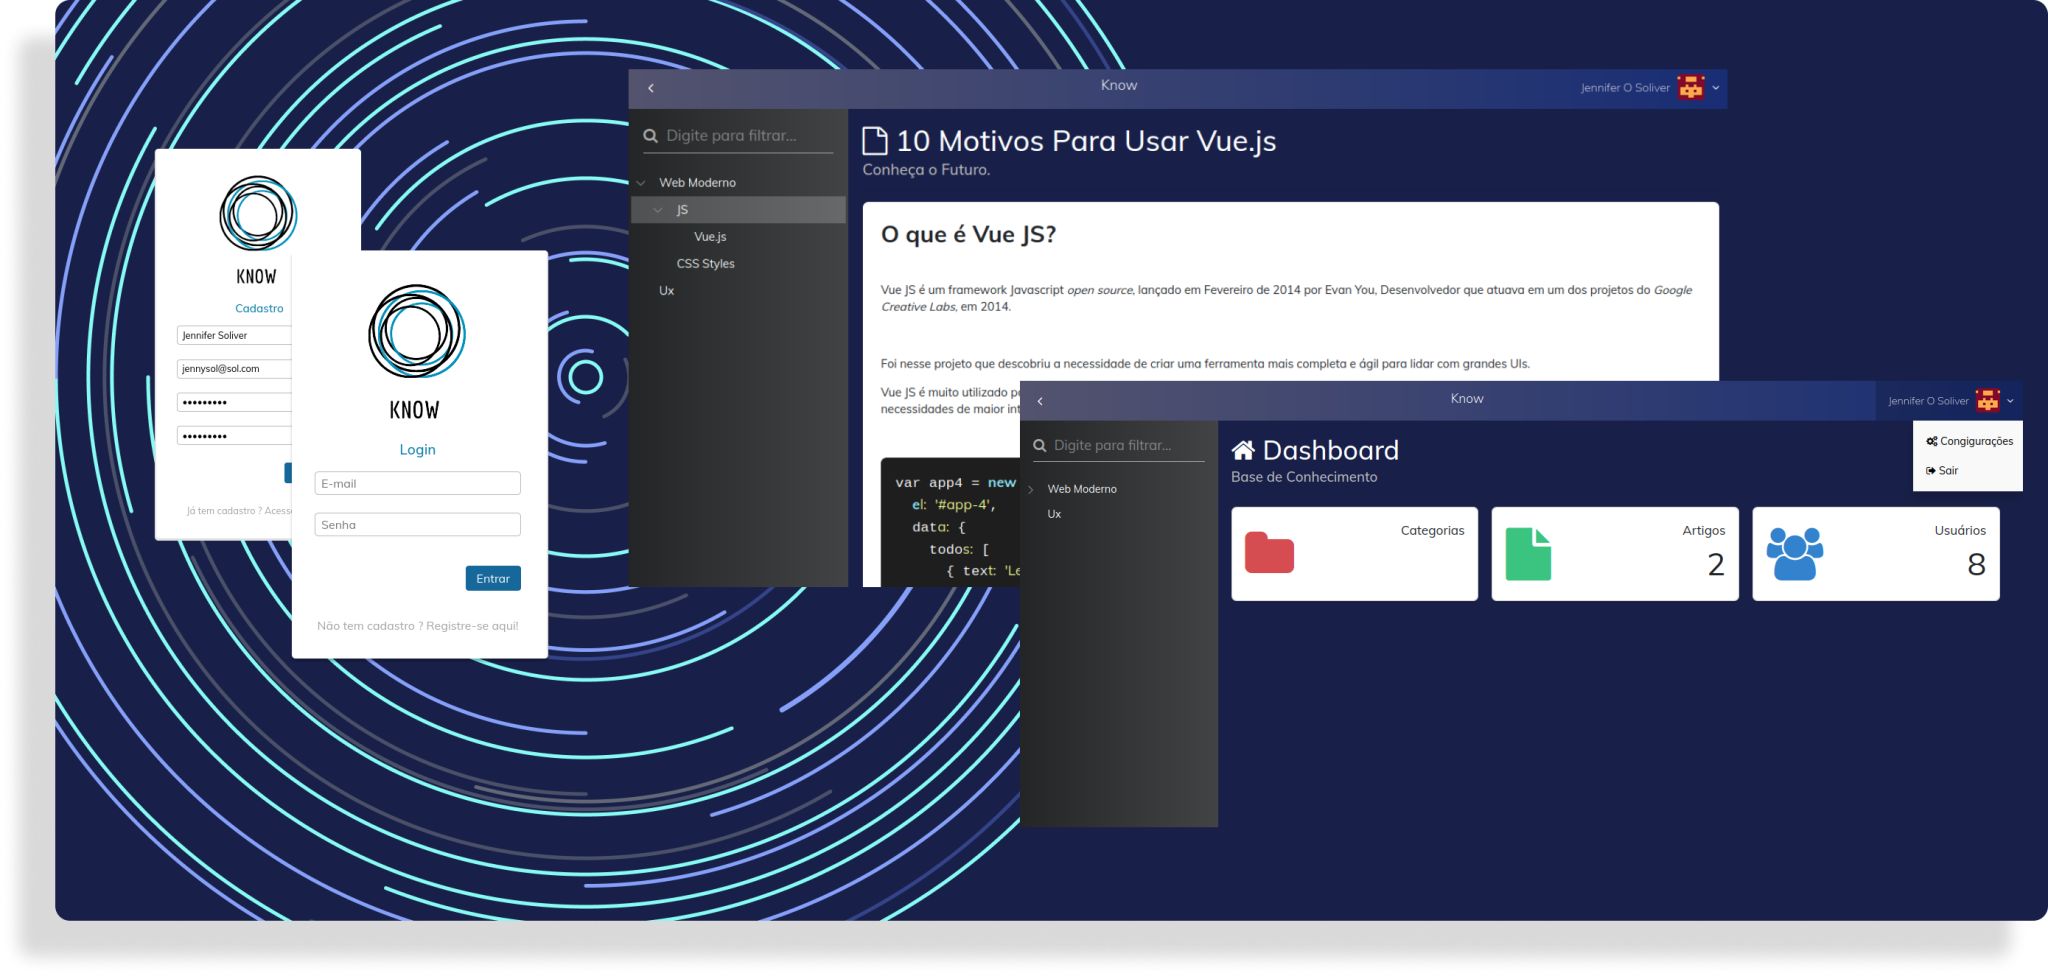 KNOW
Cadastro
Jennifer Soliver
jennysol@sol.com
•••••••••
•••••••••
Já tem cadastro ? Acess
KNOW
Login
E-mail
Senha
Entrar
Não tem cadastro ? Registre-se aqui!
Know
Jennifer O Soliver
Digite para filtrar...
Web Moderno
JS
Vue.js
CSS Styles
Ux
10 Motivos Para Usar Vue.js
Conheça o Futuro.
O que é Vue JS?
Vue JS é um framework Javascript open source, lançado em Fevereiro de 2014 por Evan You, Desenvolvedor que atuava em um dos projetos do Google
Creative Labs, em 2014.
Foi nesse projeto que descobriu a necessidade de criar uma ferramenta mais completa e ágil para lidar com grandes UIs.
Vue JS é muito utilizado
necessidades de maior
var app4 = new
el: '#app-4',
data: {
todos: [
{ text: 'Le
Know
Jennifer O Soliver
Congigurações
Sair
Digite para filtrar...
Web Moderno
Ux
Dashboard
Base de Conhecimento
Categorias
Artigos
2
Usuários
8